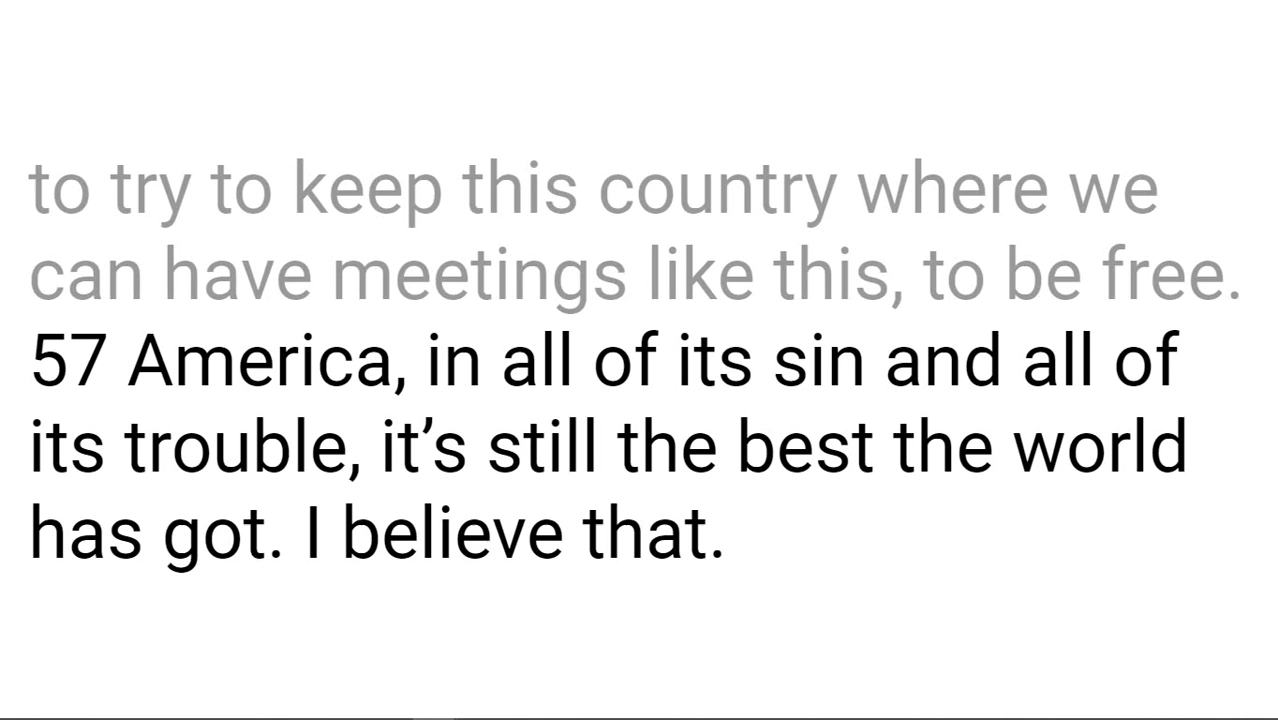 to try to keep this country where we
can have meetings like this, to be free.
57 America, in all of its sin and all of
its trouble, it’s still the best the world
has got. I believe that.